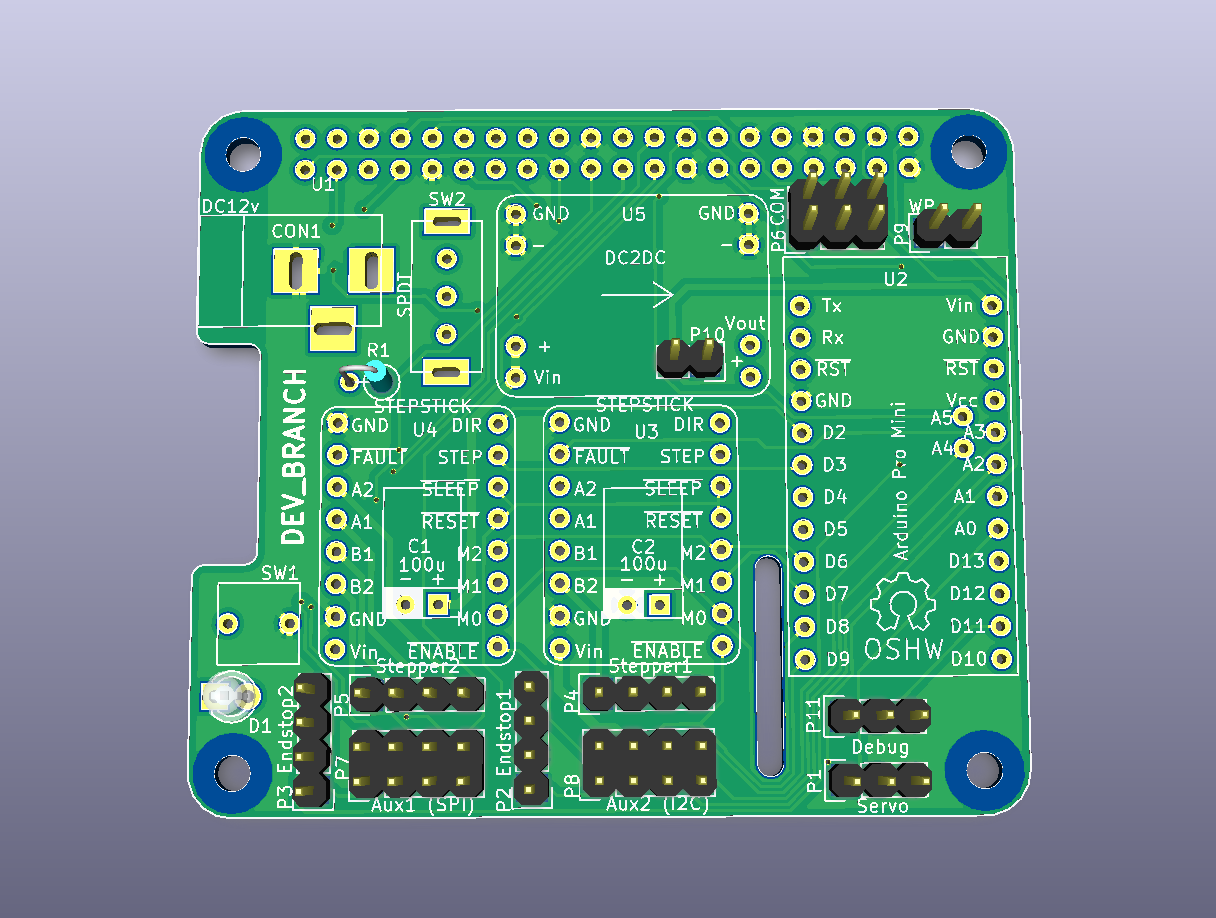 U1
DC12v
CON1
SW2
SPDT
GND
U5
GND
-
-
DC2DC
+
Vin
P10
Vout
+
P6 COM
P9
WP
U2
Tx
Rx
RST
GND
D2
D3
D4
D5
D6
D7
D8
D9
Vin
GND
RST
Vcc
A5
A3
A4
A2
A1
A0
D13
D12
D11
D10
Arduino Pro Mini
OSHW
R1
+
DEV_BRANCH
STEPSTICK
U4
GND
FAULT
A2
A1
B1
B2
GND
Vin
DIR
STEP
SLEEP
RESET
M2
M1
M0
ENABLE
C1
100u
- +
STEPSTICK
U3
GND
FAULT
A2
A1
B1
B2
GND
Vin
DIR
STEP
SLEEP
RESET
M2
M1
M0
ENABLE
C2
100u
- +
SW1
D1
P3 Endstop2
Stepper2
P5
P7
Aux1 (SPI)
P2 Endstop1
Stepper1
P4
P8
Aux2 (I2C)
P11
Debug
P1
Servo